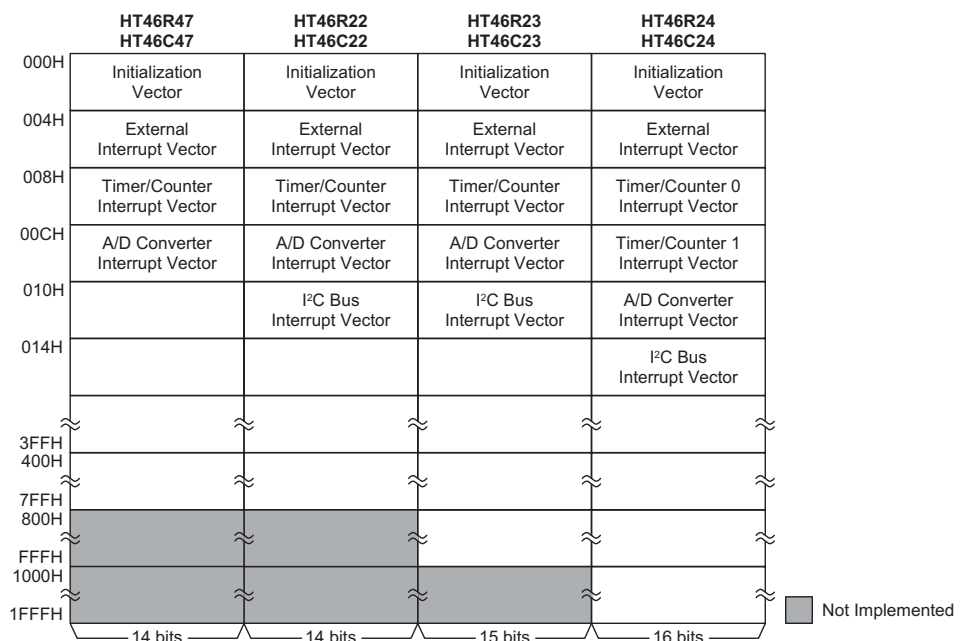 HT46R47 HT46R22 HT46R23 HT46R24
HT46C47 HT46C22 HT46C23 HT46C24
000H
Initialization Initialization Initialization Initialization
Vector Vector Vector Vector
004H
External External External External
Interrupt Vector Interrupt Vector Interrupt Vector Interrupt Vector
008H
Timer/Counter Timer/Counter Timer/Counter Timer/Counter 0
Interrupt Vector Interrupt Vector Interrupt Vector Interrupt Vector
00CH
A/D Converter A/D Converter A/D Converter Timer/Counter 1
Interrupt Vector Interrupt Vector Interrupt Vector Interrupt Vector
010H
I²C Bus I²C Bus A/D Converter
Interrupt Vector Interrupt Vector Interrupt Vector
014H
I²C Bus
Interrupt Vector
3FFH
400H
7FFH
800H
FFFH
1000H
1FFFH
Not Implemented
14 bits 14 bits 15 bits 16 bits